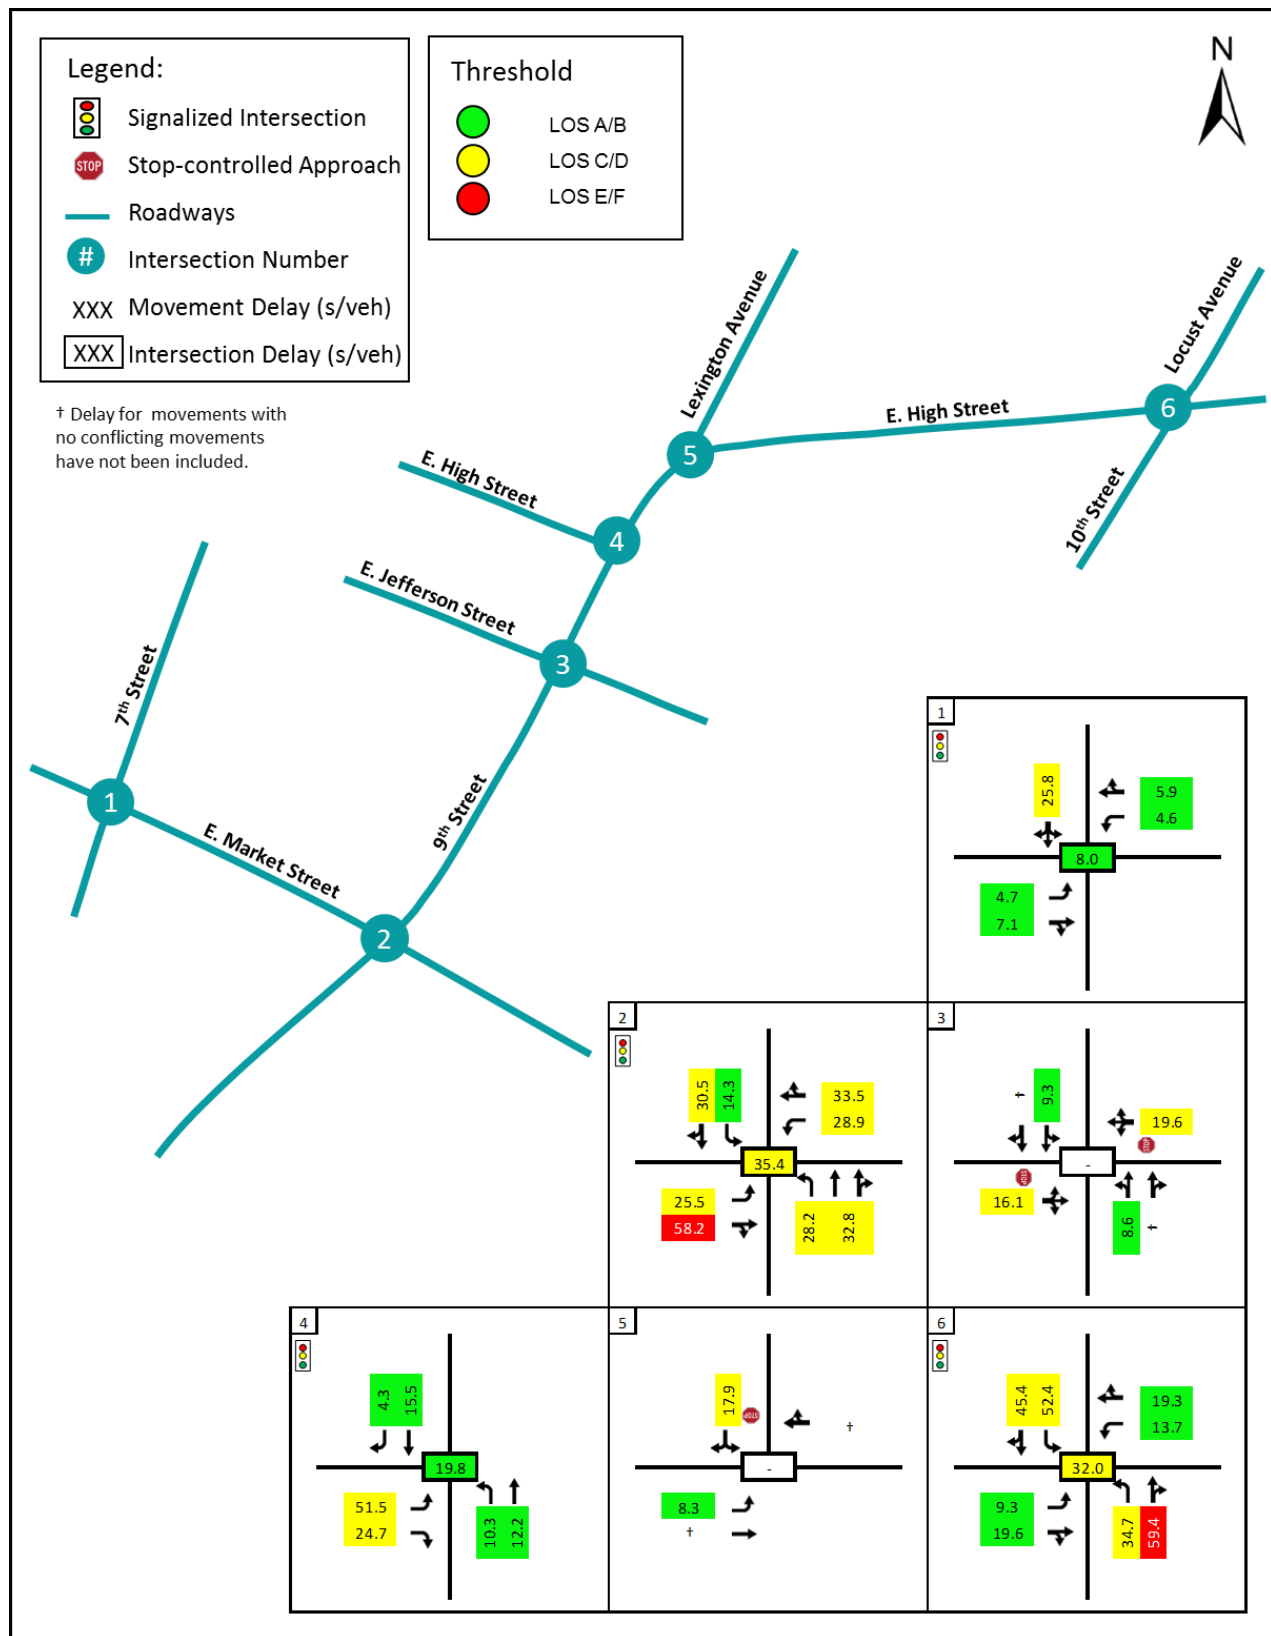 N
Legend:
Signalized Intersection
STOP Stop-controlled Approach
Roadways
# Intersection Number
XXX Movement Delay (s/veh)
XXX Intersection Delay (s/veh)
Threshold
LOS A/B
LOS C/D
LOS E/F
† Delay for movements with
no conflicting movements
have not been included.
Lexington Avenue
Locust Avenue
E. High Street
6
5
E. High Street
10th Street
4
E. Jefferson Street
3
7th Street
1
9th Street
E. Market Street
2
1
25.8
5.9
4.6
8.0
4.7
7.1
2
30.5
14.3
33.5
28.9
35.4
25.5
58.2
28.2
32.8
3
†
9.3
19.6
STOP
-
STOP
16.1
8.6
†
4
4.3
15.5
19.8
51.5
24.7
10.3
12.2
5
17.9
STOP
†
-
8.3
†
6
45.4
52.4
19.3
13.7
32.0
9.3
19.6
34.7
59.4